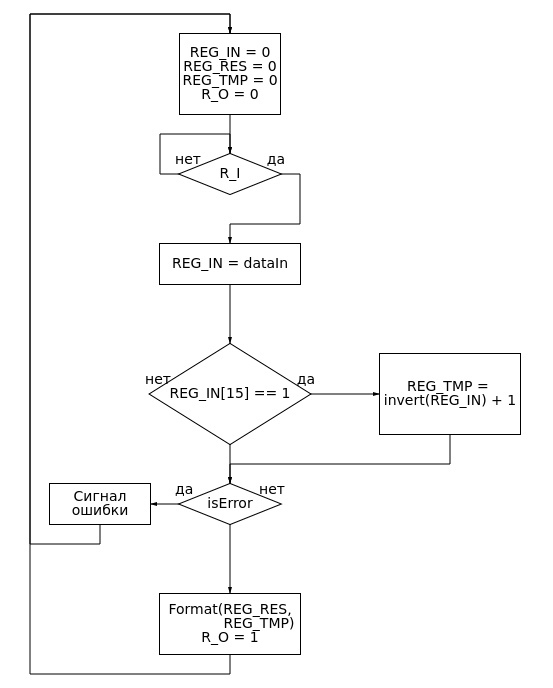 REG_IN = 0
REG_RES = 0
REG_TMP = 0
R_O = 0
нет
да
R_I
REG_IN = dataIn
нет
да
REG_IN[15] == 1
REG_TMP =
invert(REG_IN) + 1
да
нет
isError
Сигнал
ошибки
Format(REG_RES,
REG_TMP)
R_O = 1